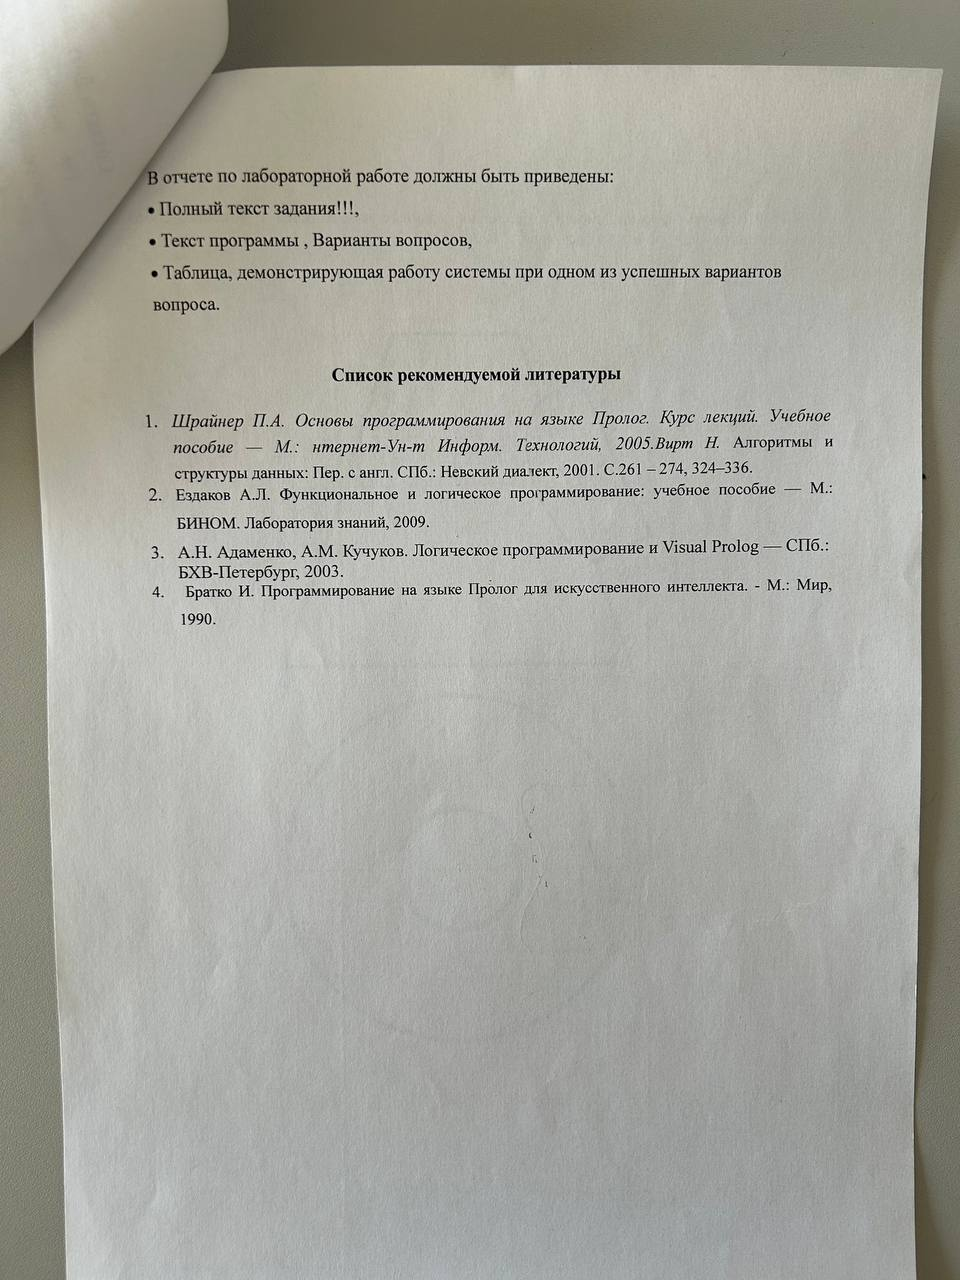 В отчете по лабораторной работе должны быть приведены:
• Полный текст задания!!!,
• Текст программы , Варианты вопросов,
• Таблица, демонстрирующая работу системы при одном из успешных вариантов
вопроса.
Список рекомендуемой литературы
1. Шрайнер П.А. Основы программирования на языке Пролог. Курс лекций. Учебное
пособие — М.: нтернет-Ун-т Информ. Технологий, 2005.Вирт Н. Алгоритмы и
структуры данных: Пер. с англ. СПб.: Невский диалект, 2001. С.261 – 274, 324–336.
2. Ездаков А.Л. Функциональное и логическое программирование: учебное пособие — М.:
БИНОМ. Лаборатория знаний, 2009.
3. А.Н. Адаменко, А.М. Кучуков. Логическое программирование и Visual Prolog — СПб.:
БХВ-Петербург, 2003.
4. Братко И. Программирование на языке Пролог для искусственного интеллекта. - М.: Мир,
1990.